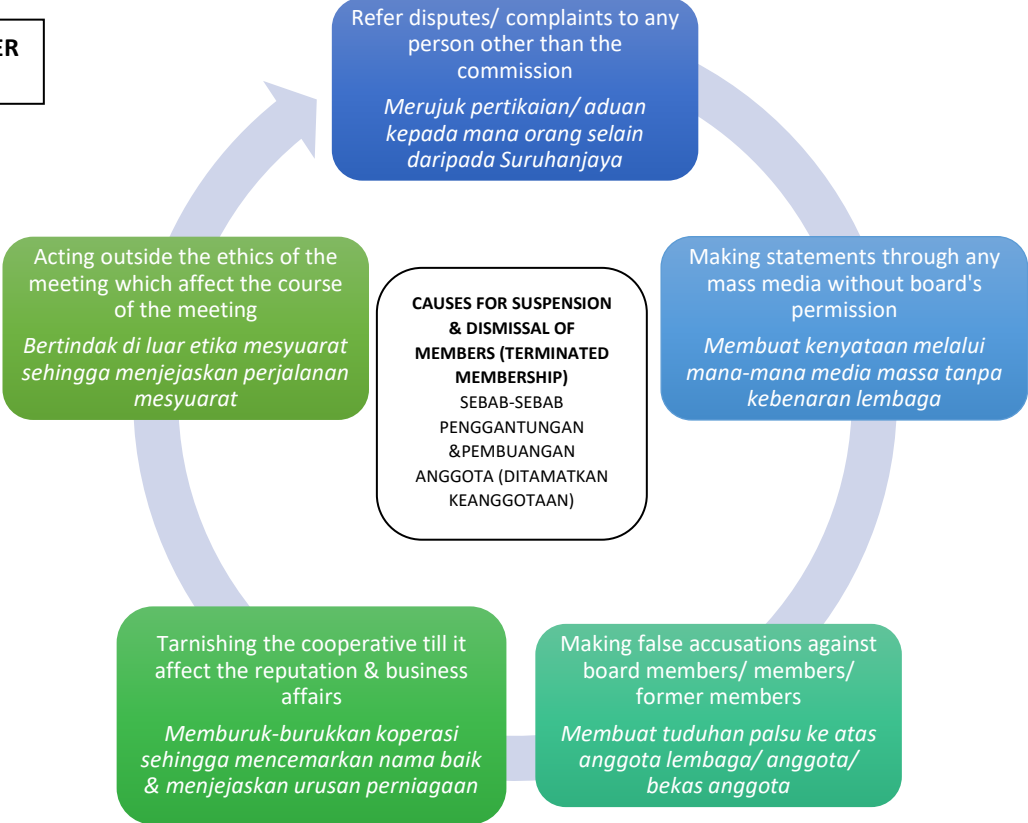 ER
Refer disputes/ complaints to any
person other than the
commission
Merujuk pertikaian/ aduan
kepada mana orang selain
daripada Suruhanjaya
Making statements through any
mass media without board's
permission
Membuat kenyataan melalui
mana-mana media massa tanpa
kebenaran lembaga
Making false accusations against
board members/ members/
former members
Membuat tuduhan palsu ke atas
anggota lembaga/ anggota/
bekas anggota
Tarnishing the cooperative till it
affect the reputation & business
affairs
Memburuk-burukkan koperasi
sehingga mencemarkan nama baik
& menjejaskan urusan perniagaan
Acting outside the ethics of the
meeting which affect the course
of the meeting
Bertindak di luar etika mesyuarat
sehingga menjejaskan perjalanan
mesyuarat
CAUSES FOR SUSPENSION
& DISMISSAL OF
MEMBERS (TERMINATED
MEMBERSHIP)
SEBAB-SEBAB
PENGGANTUNGAN
&PEMBUANGAN
ANGGOTA (DITAMATKAN
KEANGGOTAAN)